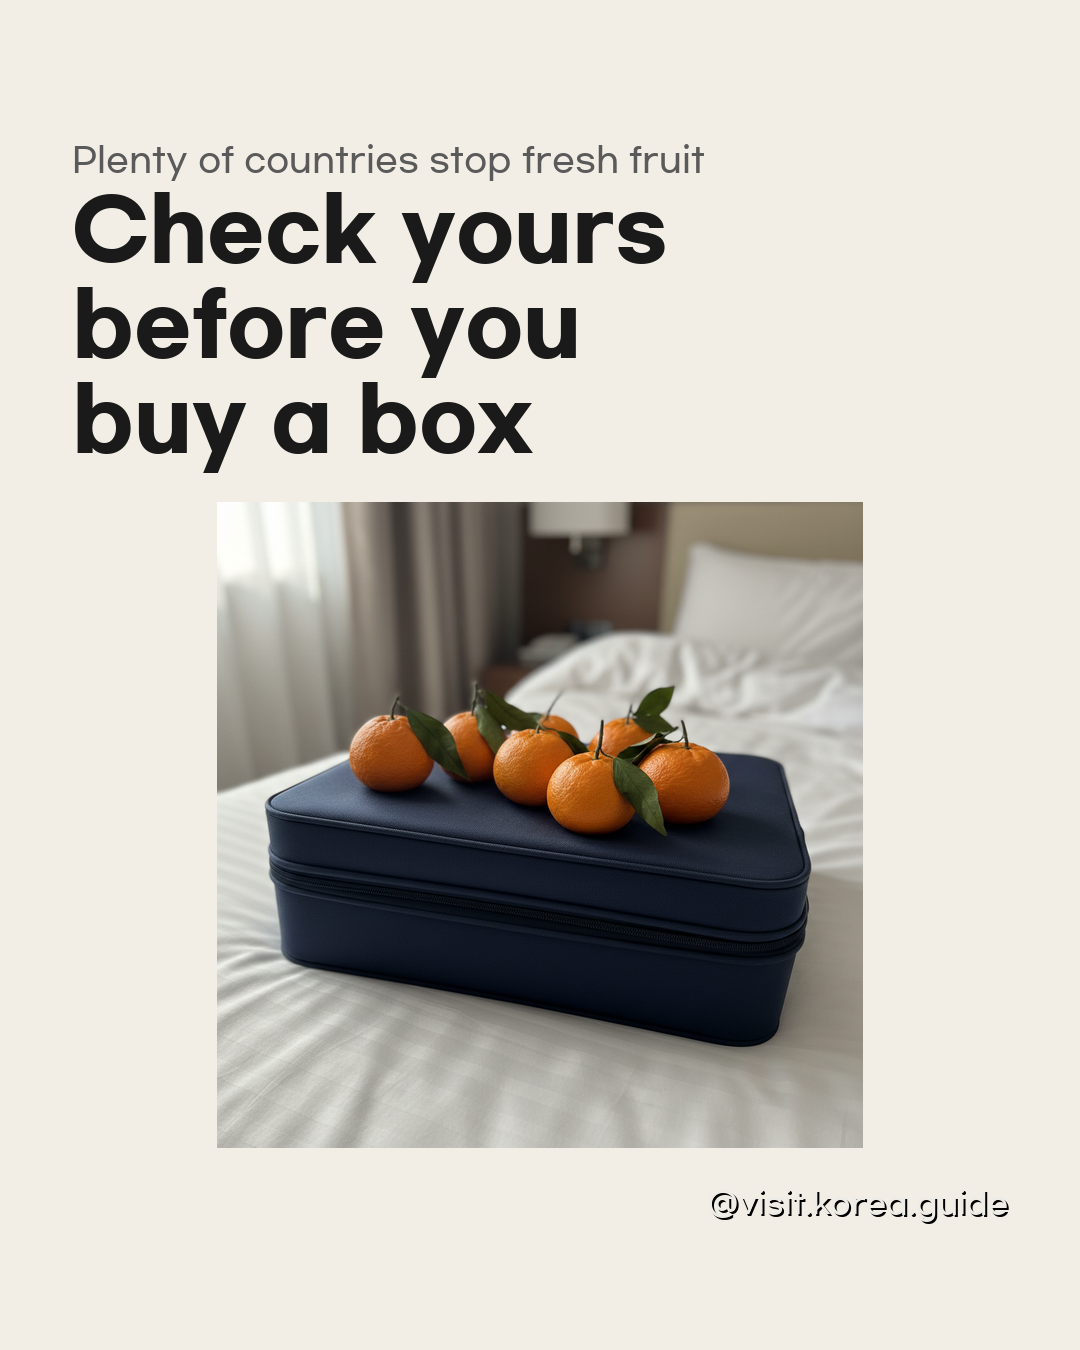 Plenty of countries stop fresh fruit
Check yours
before you
buy a box
@visit.korea.guide